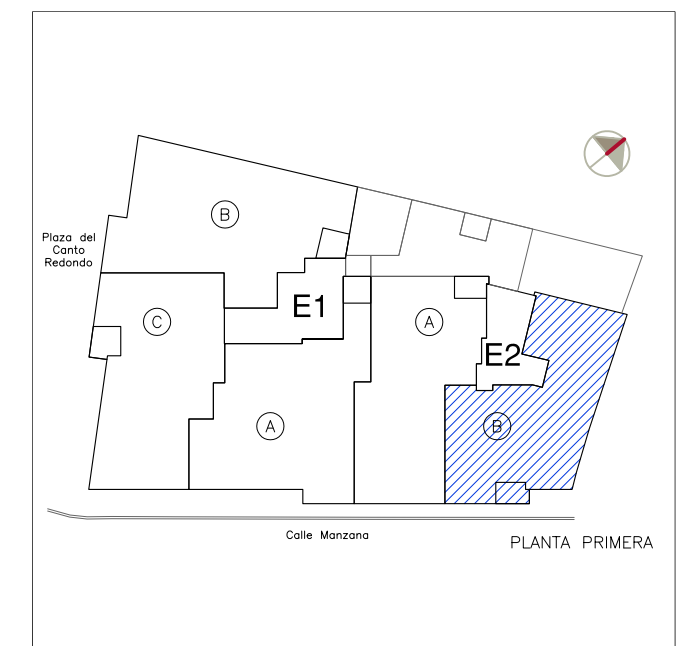 B
Plaza del
Canto
Redondo
E1
C
A
E2
A
B
Calle Manzana
PLANTA PRIMERA